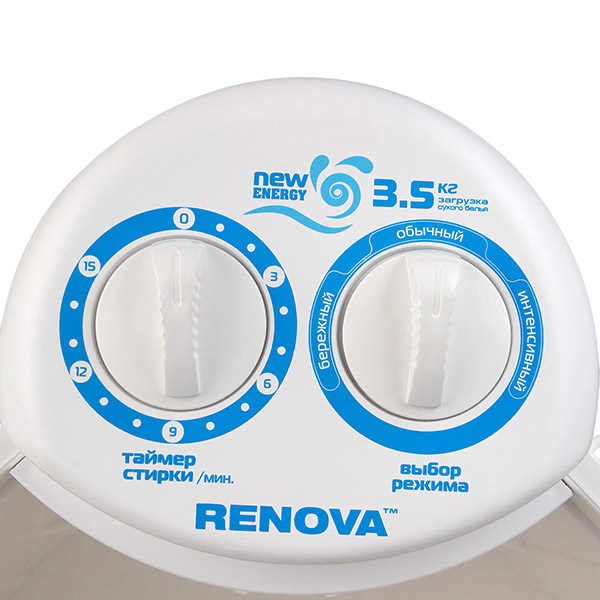 new
ENERGY
3.5 кг
загрузка
сухого белья
0
3
6
9
12
15
таймер
стирки /мин.
бережный
обычный
интенсивный
выбор
режима
RENOVA™